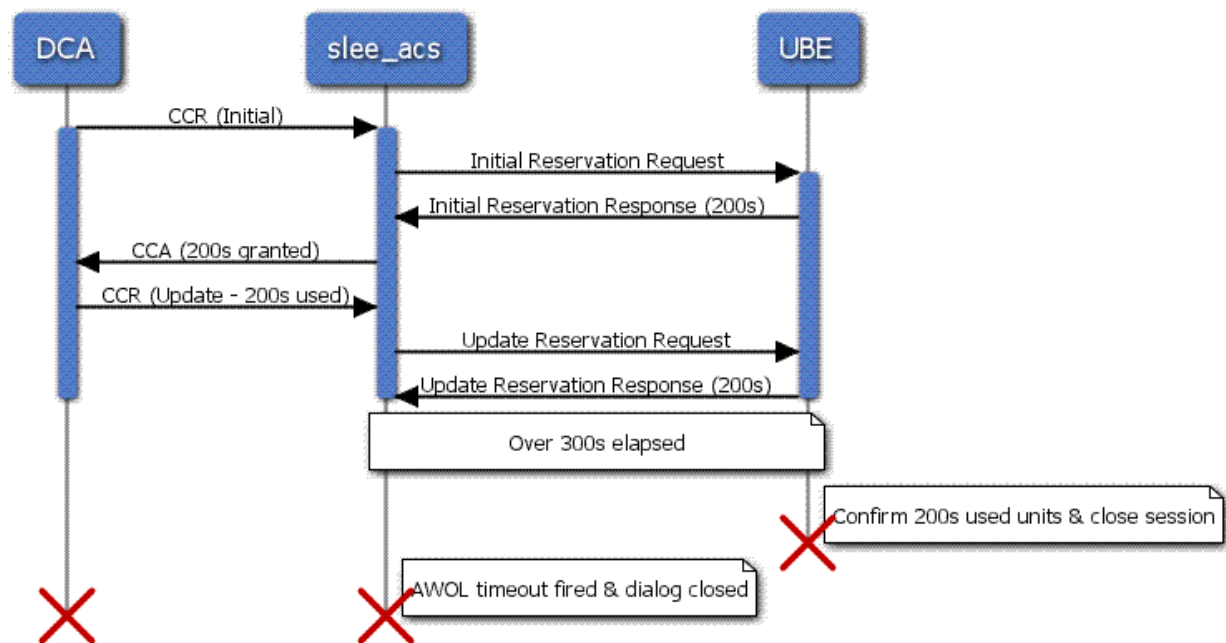 DCA
slee_acs
UBE
CCR (Initial)
Initial Reservation Request
Initial Reservation Response (200s)
CCA (200s granted)
CCR (Update - 200s used)
Update Reservation Request
Update Reservation Response (200s)
Over 300s elapsed
Confirm 200s used units & close session
AWOL timeout fired & dialog closed